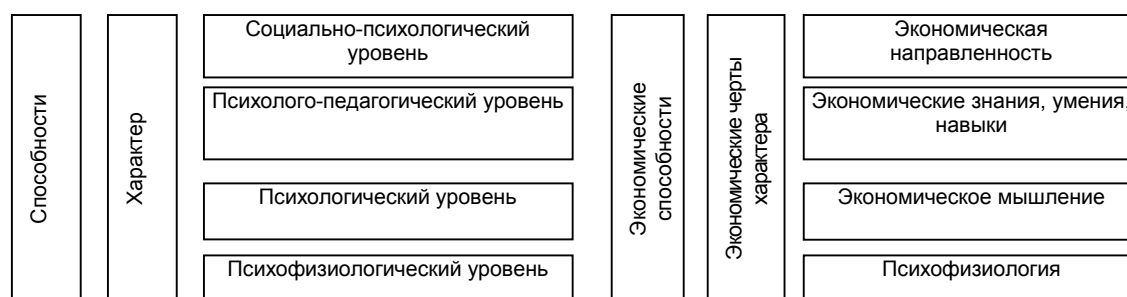 Способности
Характер
Социально-психологический
уровень
Психолого-педагогический уровень
Психологический уровень
Психофизиологический уровень
Экономические
способности
Экономические черты
характера
Экономическая
направленность
Экономические знания, умения,
навыки
Экономическое мышление
Психофизиология